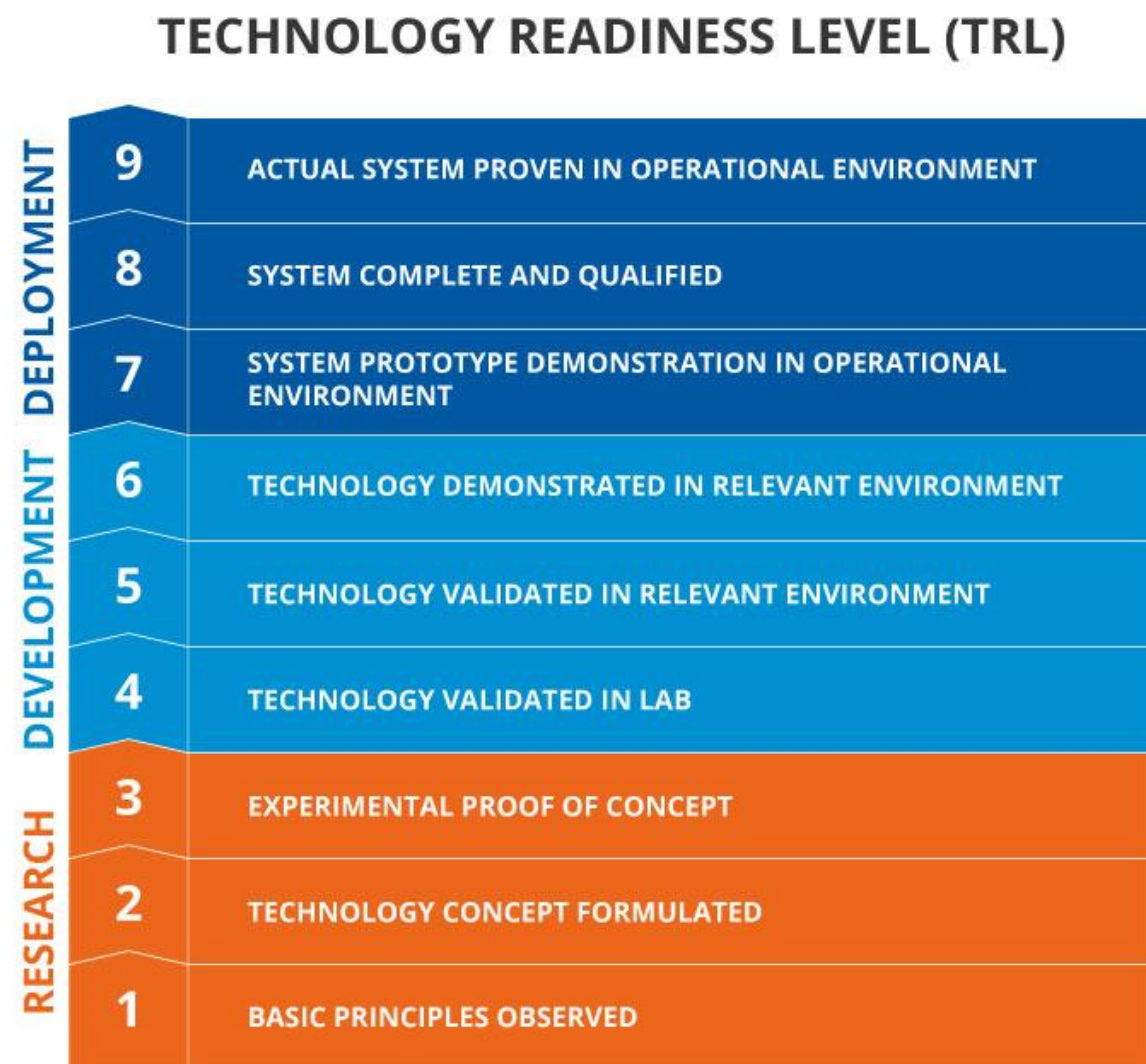 TECHNOLOGY READINESS LEVEL (TRL)
DEPLOYMENT
9
ACTUAL SYSTEM PROVEN IN OPERATIONAL ENVIRONMENT
8
SYSTEM COMPLETE AND QUALIFIED
7
SYSTEM PROTOTYPE DEMONSTRATION IN OPERATIONAL
ENVIRONMENT
DEVELOPMENT
6
TECHNOLOGY DEMONSTRATED IN RELEVANT ENVIRONMENT
5
TECHNOLOGY VALIDATED IN RELEVANT ENVIRONMENT
4
TECHNOLOGY VALIDATED IN LAB
RESEARCH
3
EXPERIMENTAL PROOF OF CONCEPT
2
TECHNOLOGY CONCEPT FORMULATED
1
BASIC PRINCIPLES OBSERVED